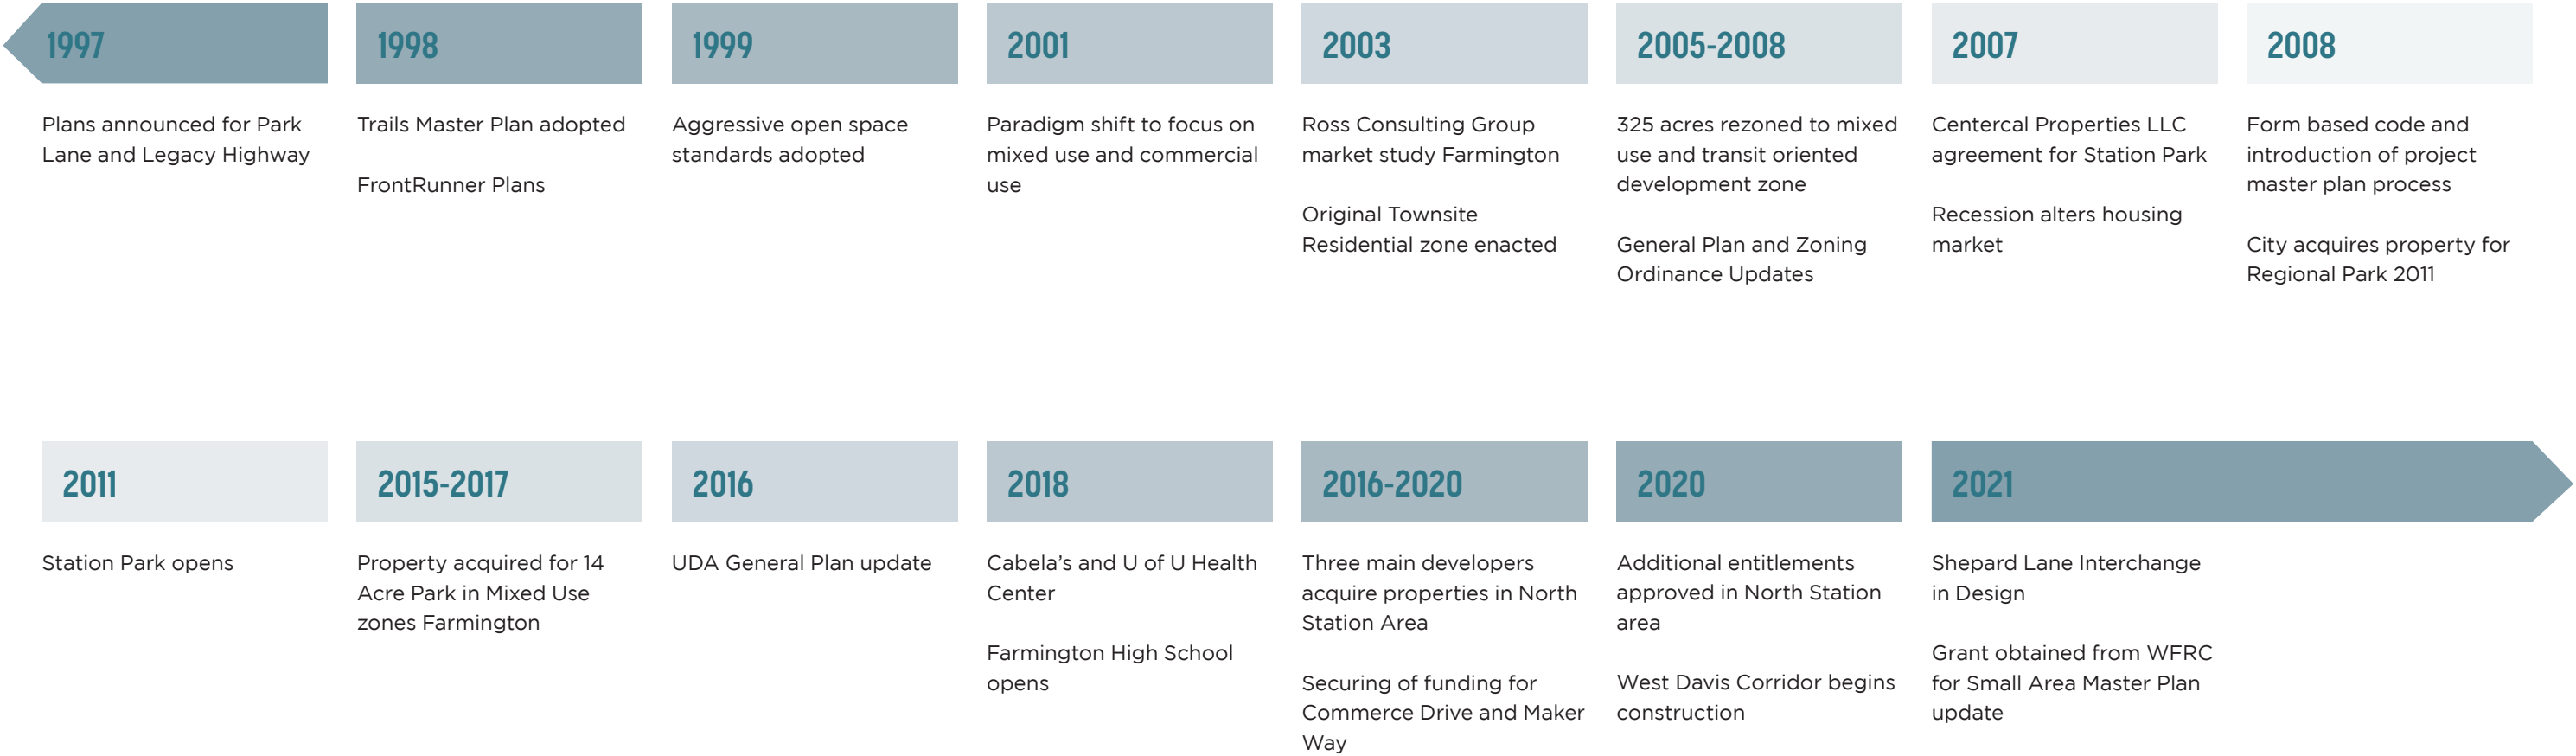 1997
Plans announced for Park
Lane and Legacy Highway
1998
Trails Master Plan adopted
FrontRunner Plans
1999
Aggressive open space
standards adopted
2001
Paradigm shift to focus on
mixed use and commercial
use
2003
Ross Consulting Group
market study Farmington
Original Townsite
Residential zone enacted
2005-2008
325 acres rezoned to mixed
use and transit oriented
development zone
General Plan and Zoning
Ordinance Updates
2007
Centercal Properties LLC
agreement for Station Park
Recession alters housing
market
2008
Form based code and
introduction of project
master plan process
City acquires property for
Regional Park 2011
2011
Station Park opens
2015-2017
Property acquired for 14
Acre Park in Mixed Use
zones Farmington
2016
UDA General Plan update
2018
Cabela’s and U of U Health
Center
Farmington High School
opens
2016-2020
Three main developers
acquire properties in North
Station Area
Securing of funding for
Commerce Drive and Maker
Way
2020
Additional entitlements
approved in North Station
area
West Davis Corridor begins
construction
2021
Shepard Lane Interchange
in Design
Grant obtained from WFRC
for Small Area Master Plan
update